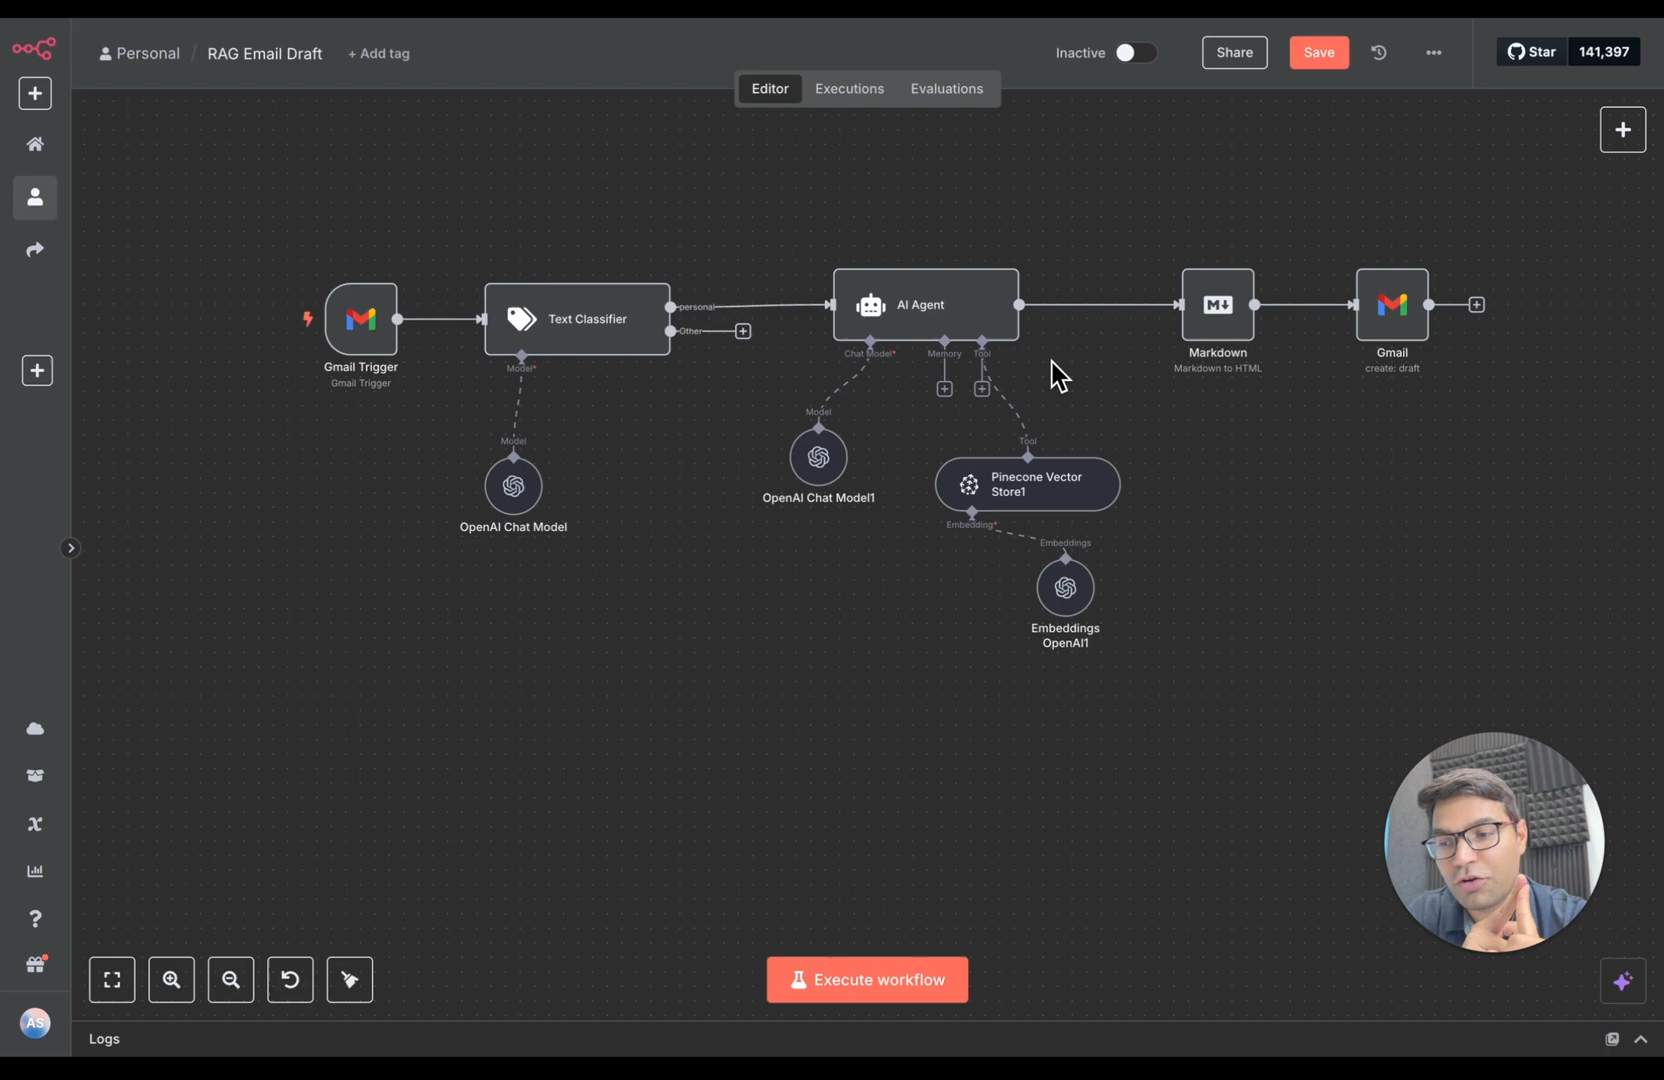 Personal / RAG Email Draft + Add tag
Inactive
Share
Save
Star 141,397
Editor Executions Evaluations
Gmail Trigger
Gmail Trigger
Text Classifier
personal
Other
Model*
Model
OpenAI Chat Model
AI Agent
Chat Model*
Memory
Tool
Model
OpenAI Chat Model1
Tool
Pinecone Vector
Store1
Embedding*
Embeddings
Embeddings
OpenAI1
M
Markdown
Markdown to HTML
Gmail
create: draft
Execute workflow
AS
Logs